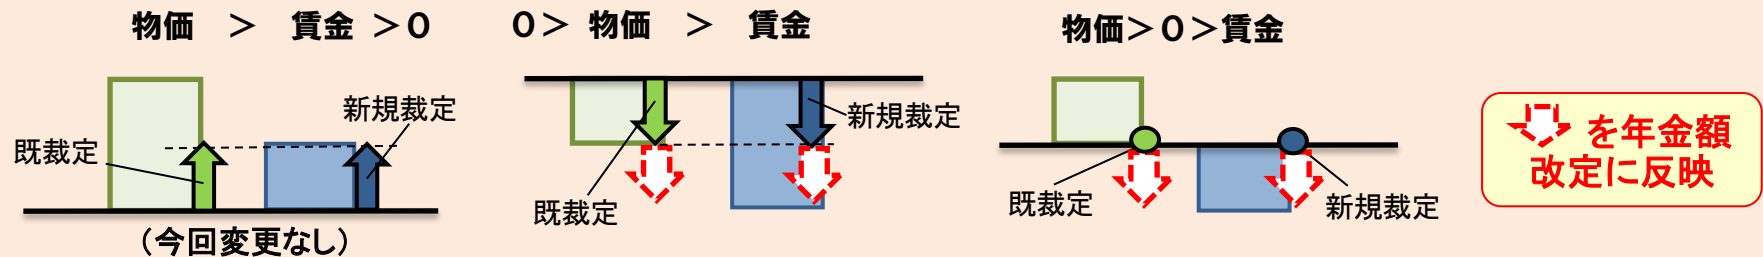 物価 ＞ 賃金 ＞０
新規裁定
既裁定
（今回変更なし）
０＞ 物価 ＞ 賃金
新規裁定
既裁定
物価＞０＞賃金
既裁定
新規裁定
を年金額
改定に反映